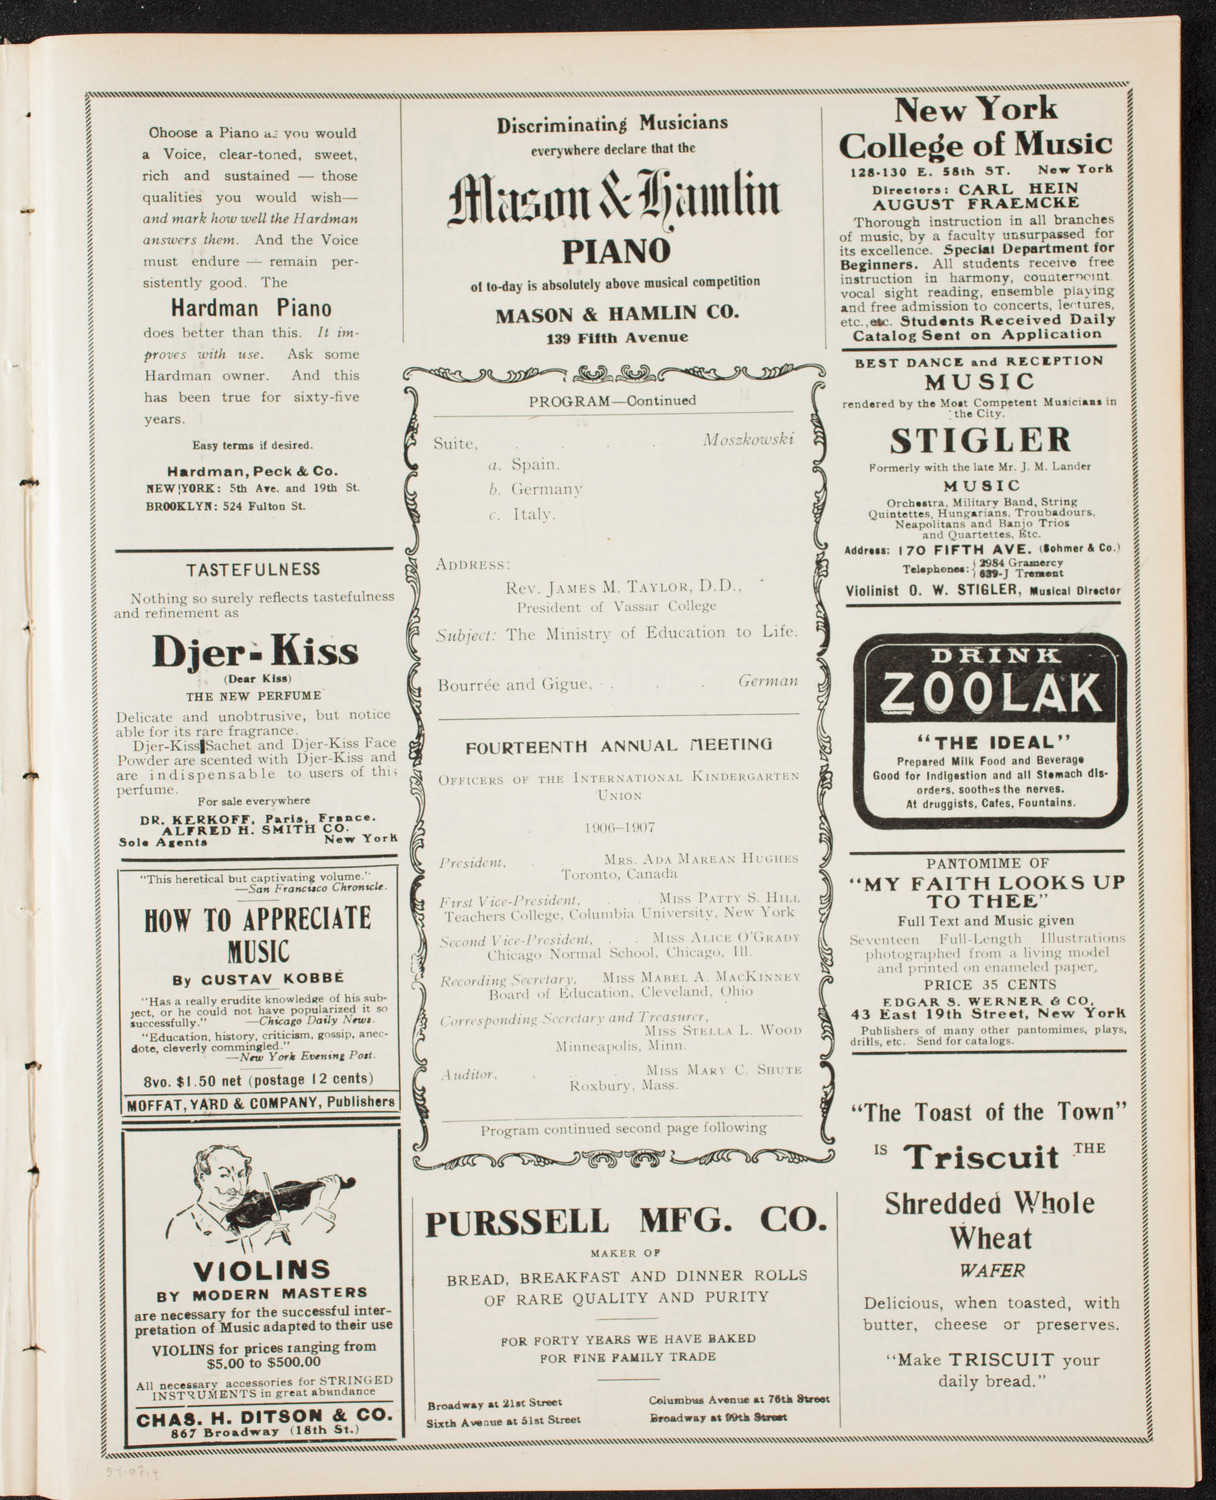 Choose a Piano as you would
a Voice, clear-toned, sweet,
rich and sustained — those
qualities you would wish—
and mark how well the Hardman
answers them. And the Voice
must endure — remain per-
sistently good. The
Hardman Piano
does better than this. It im-
proves with use. Ask some
Hardman owner. And this
has been true for sixty-five
years.
Easy terms if desired.
Hardman, Peck & Co.
NEW YORK: 5th Ave. and 19th St.
BROOKLYN: 524 Fulton St.
TASTEFULNESS
Nothing so surely reflects tastefulness
and refinement as
Djer-Kiss
(Dear Kiss)
THE NEW PERFUME
Delicate and unobtrusive, but notice
able for its rare fragrance.
Djer-Kiss Sachet and Djer-Kiss Face
Powder are scented with Djer-Kiss and
are indispensable to users of this
perfume.
For sale everywhere
DR. KERKOFF, Paris, France.
ALFRED H. SMITH CO.
Sole Agents New York
"This heretical but captivating volume."
—San Francisco Chronicle.
HOW TO APPRECIATE
MUSIC
By GUSTAV KOBBÉ
"Has a really erudite knowledge of his sub-
ject, or he could not have popularized it so
successfully." —Chicago Daily News.
"Education, history, criticism, gossip, anec-
dote, cleverly commingled."
—New York Evening Post.
8vo. $1.50 net (postage 12 cents)
MOFFAT, YARD & COMPANY, Publishers
VIOLINS
BY MODERN MASTERS
are necessary for the successful inter-
pretation of Music adapted to their use
VIOLINS for prices ranging from
$5.00 to $500.00
All necessary accessories for STRINGED
INSTRUMENTS in great abundance
CHAS. H. DITSON & CO.
867 Broadway (18th St.)
Discriminating Musicians
everywhere declare that the
Mason & Hamlin
PIANO
of to-day is absolutely above musical competition
MASON & HAMLIN CO.
139 Fifth Avenue
PROGRAM—Continued
Suite, . . . . Moszkowski
a. Spain.
b. Germany
c. Italy.
ADDRESS:
Rev. JAMES M. TAYLOR, D.D.,
President of Vassar College
Subject: The Ministry of Education to Life.
Bourrée and Gigue, . . . German
FOURTEENTH ANNUAL MEETING
OFFICERS OF THE INTERNATIONAL KINDERGARTEN
UNION
1906-1907
President, . . MRS. ADA MAREAN HUGHES
Toronto, Canada
First Vice-President, . . MISS PATTY S. HILL
Teachers College, Columbia University, New York
Second Vice-President, . . MISS ALICE O'GRADY
Chicago Normal School, Chicago, Ill.
Recording Secretary, MISS MABEL A. MACKINNEY
Board of Education, Cleveland, Ohio
Corresponding Secretary and Treasurer,
MISS STELLA L. WOOD
Minneapolis, Minn.
Auditor, . . . MISS MARY C. SHUTE
Roxbury, Mass.
Program continued second page following
PURSSELL MFG. CO.
MAKER OF
BREAD, BREAKFAST AND DINNER ROLLS
OF RARE QUALITY AND PURITY
FOR FORTY YEARS WE HAVE BAKED
FOR FINE FAMILY TRADE
Broadway at 21st Street Columbus Avenue at 76th Street
Sixth Avenue at 51st Street Broadway at 99th Street
New York
College of Music
128-130 E. 58th ST. New York
Directors: CARL HEIN
AUGUST FRAEMCKE
Thorough instruction in all branches
of music, by a faculty unsurpassed for
its excellence. Special Department for
Beginners. All students receive free
instruction in harmony, counterpoint,
vocal sight reading, ensemble playing
and free admission to concerts, lectures,
etc., etc. Students Received Daily
Catalog Sent on Application
BEST DANCE and RECEPTION
MUSIC
rendered by the Most Competent Musicians in
the City.
STIGLER
Formerly with the late Mr. J. M. Lander
MUSIC
Orchestra, Military Band, String
Quintettes, Hungarians, Troubadours,
Neapolitans and Banjo Trios
and Quartettes, Etc.
Address: 170 FIFTH AVE. (Sohmer & Co.)
Telephones: { 2984 Gramercy
639-J Tremont
Violinist O. W. STIGLER, Musical Director
DRINK
ZOOLAK
"THE IDEAL"
Prepared Milk Food and Beverage
Good for Indigestion and all Stomach dis-
orders, soothes the nerves.
At druggists, Cafes, Fountains.
PANTOMIME OF
"MY FAITH LOOKS UP
TO THEE"
Full Text and Music given
Seventeen Full-Length Illustrations
photographed from a living model
and printed on enameled paper,
PRICE 35 CENTS
EDGAR S. WERNER & CO.
43 East 19th Street, New York
Publishers of many other pantomimes, plays,
drills, etc. Send for catalogs.
"The Toast of the Town"
IS Triscuit THE
Shredded Whole
Wheat
WAFER
Delicious, when toasted, with
butter, cheese or preserves.
"Make TRISCUIT your
daily bread."